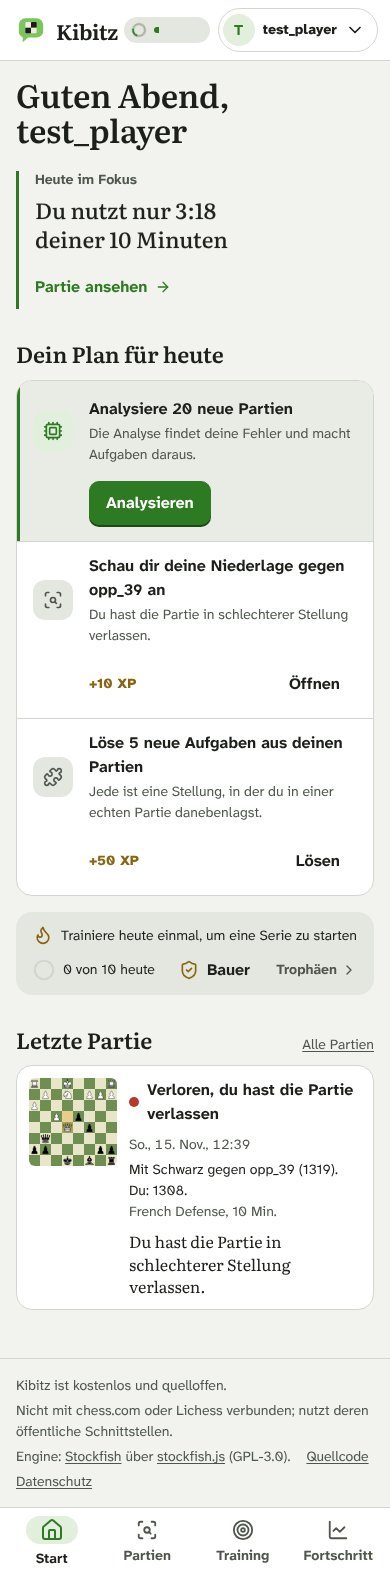 Kibitz
T test_player
Guten Abend,
test_player
Heute im Fokus
Du nutzt nur 3:18
deiner 10 Minuten
Partie ansehen
Dein Plan für heute
Analysiere 20 neue Partien
Die Analyse findet deine Fehler und macht
Aufgaben daraus.
Analysieren
Schau dir deine Niederlage gegen
opp_39 an
Du hast die Partie in schlechterer Stellung
verlassen.
+10 XP Öffnen
Löse 5 neue Aufgaben aus deinen
Partien
Jede ist eine Stellung, in der du in einer
echten Partie danebenlagst.
+50 XP Lösen
Trainiere heute einmal, um eine Serie zu starten
0 von 10 heute Bauer Trophäen
Letzte Partie Alle Partien
Verloren, du hast die Partie
verlassen
So., 15. Nov., 12:39
Mit Schwarz gegen opp_39 (1319).
Du: 1308.
French Defense, 10 Min.
Du hast die Partie in
schlechterer Stellung
verlassen.
Kibitz ist kostenlos und quelloffen.
Nicht mit chess.com oder Lichess verbunden; nutzt deren
öffentliche Schnittstellen.
Engine: Stockfish über stockfish.js (GPL-3.0). Quellcode
Datenschutz
Start Partien Training Fortschritt